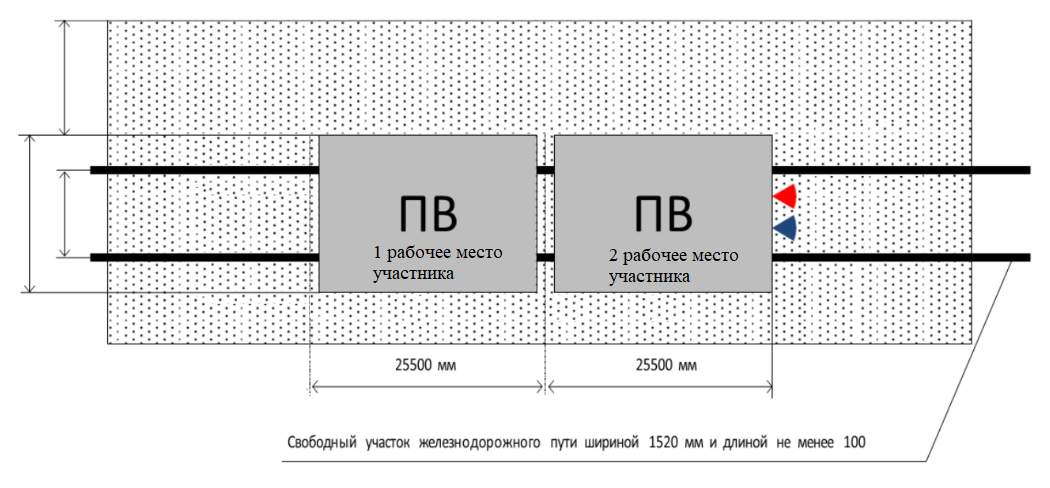 ПВ
1 рабочее место
участника
ПВ
2 рабочее место
участника
25500 мм
25500 мм
Свободный участок железнодорожного пути шириной 1520 мм и длиной не менее 100